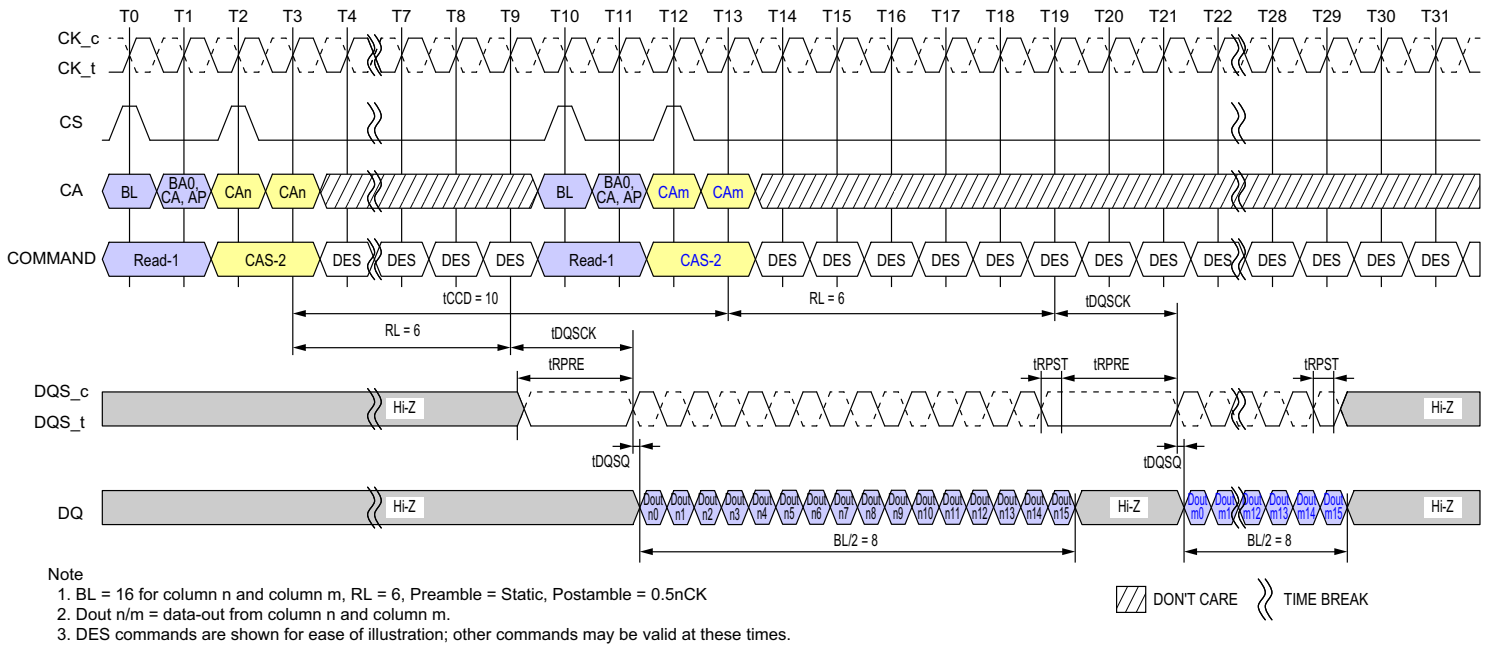 T0 T1 T2 T3 T4 T7 T8 T9 T10 T11 T12 T13 T14 T15 T16 T17 T18 T19 T20 T21 T22 T28 T29 T30 T31
CK_c
CK_t
CS
CA BL BA0, CA, AP CAn CAn BL BA0, CA, AP CAm CAm
COMMAND Read-1 CAS-2 DES DES DES DES Read-1 CAS-2 DES DES DES DES DES DES DES DES DES DES DES DES DES
tCCD = 10 RL = 6 tDQSCK
RL = 6 tDQSCK
tRPRE tRPST tRPRE tRPST
DQS_c
DQS_t
Hi-Z Hi-Z
tDQSQ tDQSQ
DQ Hi-Z Dout n0 Dout n1 Dout n2 Dout n3 Dout n4 Dout n5 Dout n6 Dout n7 Dout n8 Dout n9 Dout n10 Dout n11 Dout n12 Dout n13 Dout n14 Dout n15 Hi-Z Dout m0 Dout m1 Dout m12 Dout m13 Dout m14 Dout m15 Hi-Z
BL/2 = 8 BL/2 = 8
Note
1. BL = 16 for column n and column m, RL = 6, Preamble = Static, Postamble = 0.5nCK
2. Dout n/m = data-out from column n and column m.
3. DES commands are shown for ease of illustration; other commands may be valid at these times.
DON'T CARE TIME BREAK